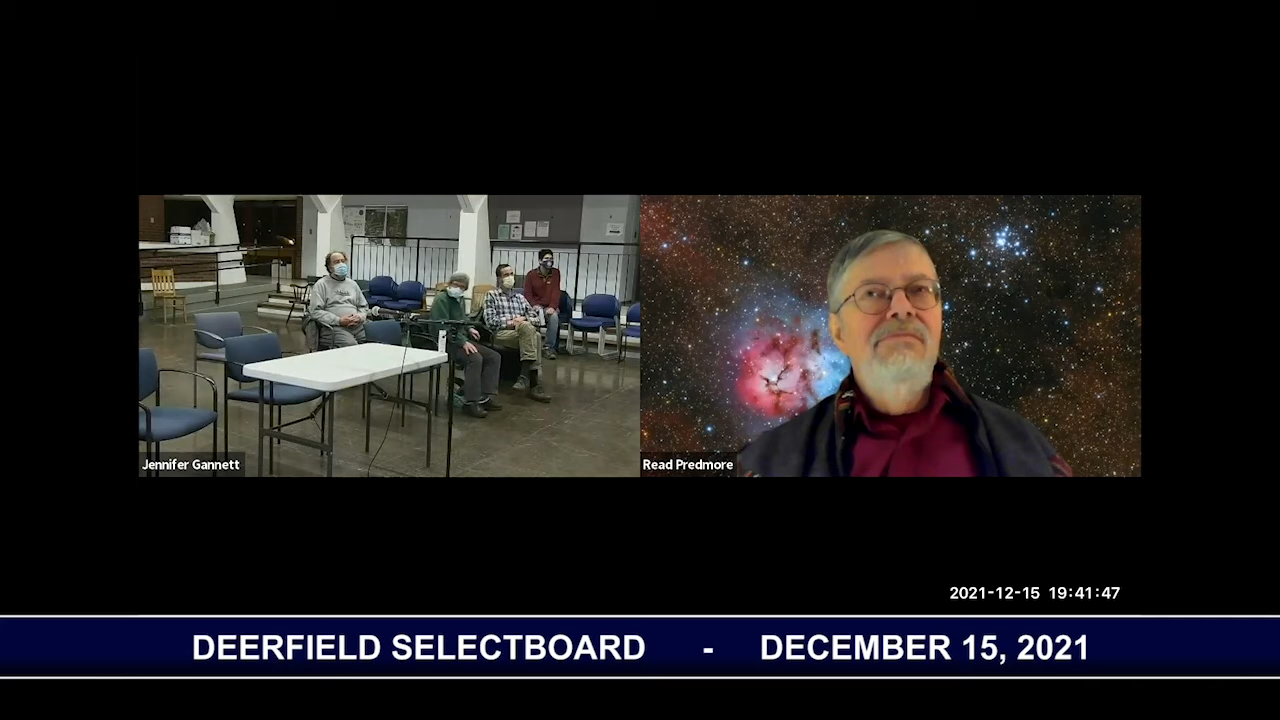 Jennifer Gannett
Read Predmore
2021-12-15 19:41:47
DEERFIELD SELECTBOARD - DECEMBER 15, 2021